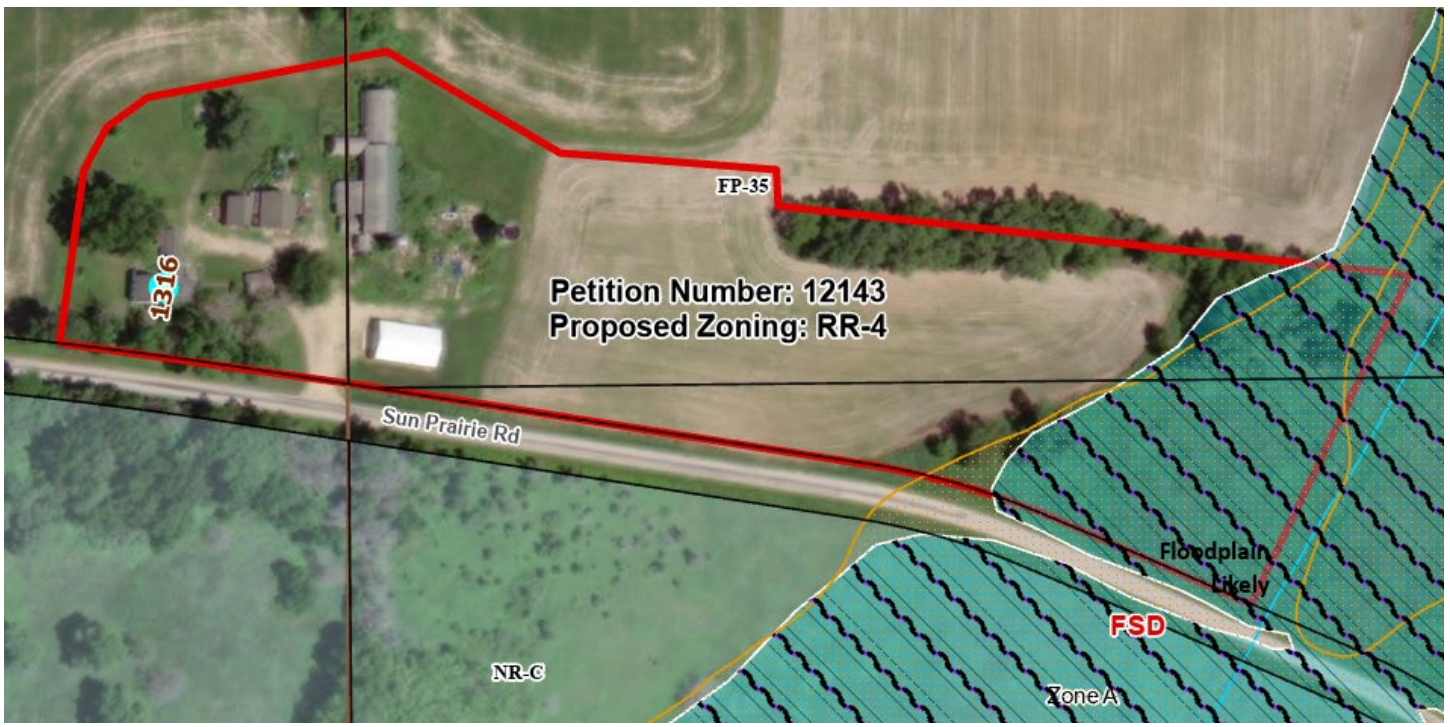 FP-35
1316
Petition Number: 12143
Proposed Zoning: RR-4
Sun Prairie Rd
Floodplain
Likely
FSD
NR-C
Zone A